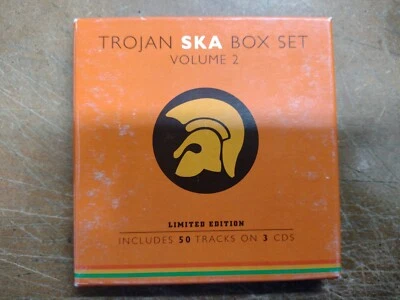 TROJAN SKA BOX SET
VOLUME 2
LIMITED EDITION
INCLUDES 50 TRACKS ON 3 CDS